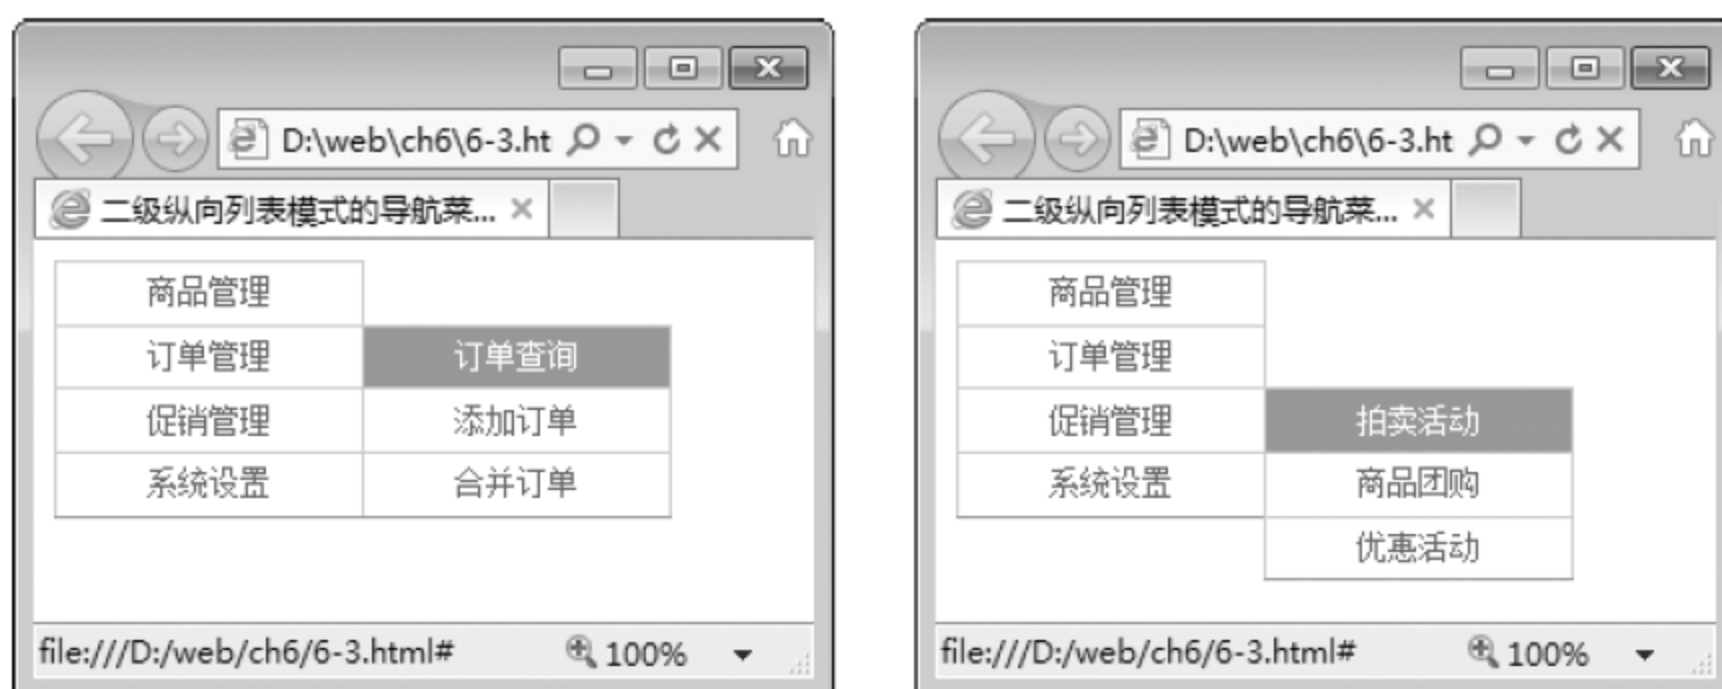 D:\web\ch6\6-3.ht
二级纵向列表模式的导航菜...
商品管理
订单管理 订单查询
促销管理 添加订单
系统设置 合并订单
file:///D:/web/ch6/6-3.html# 100%
D:\web\ch6\6-3.ht
二级纵向列表模式的导航菜...
商品管理
订单管理
促销管理 拍卖活动
系统设置 商品团购
优惠活动
file:///D:/web/ch6/6-3.html# 100%